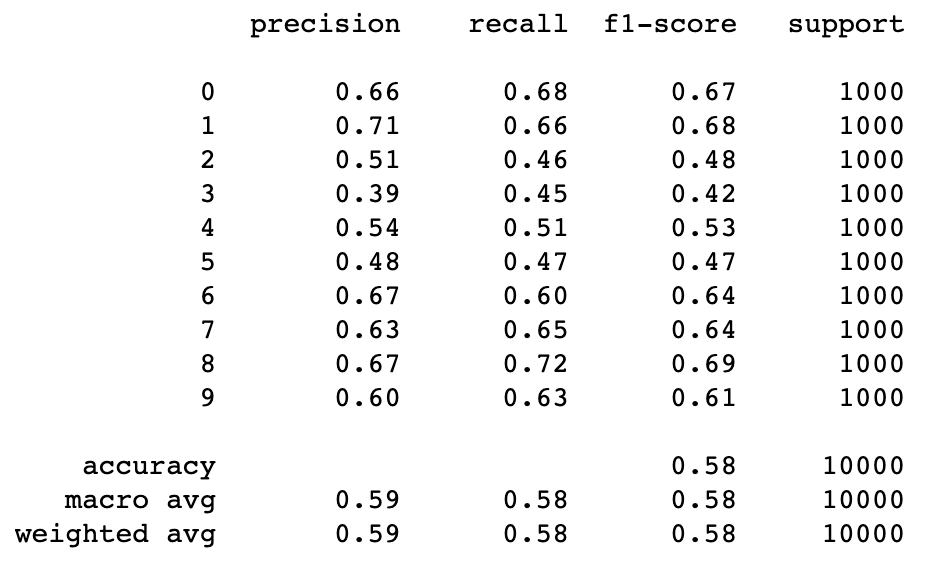 precision recall f1-score support
0 0.66 0.68 0.67 1000
1 0.71 0.66 0.68 1000
2 0.51 0.46 0.48 1000
3 0.39 0.45 0.42 1000
4 0.54 0.51 0.53 1000
5 0.48 0.47 0.47 1000
6 0.67 0.60 0.64 1000
7 0.63 0.65 0.64 1000
8 0.67 0.72 0.69 1000
9 0.60 0.63 0.61 1000
accuracy 0.58 10000
macro avg 0.59 0.58 0.58 10000
weighted avg 0.59 0.58 0.58 10000